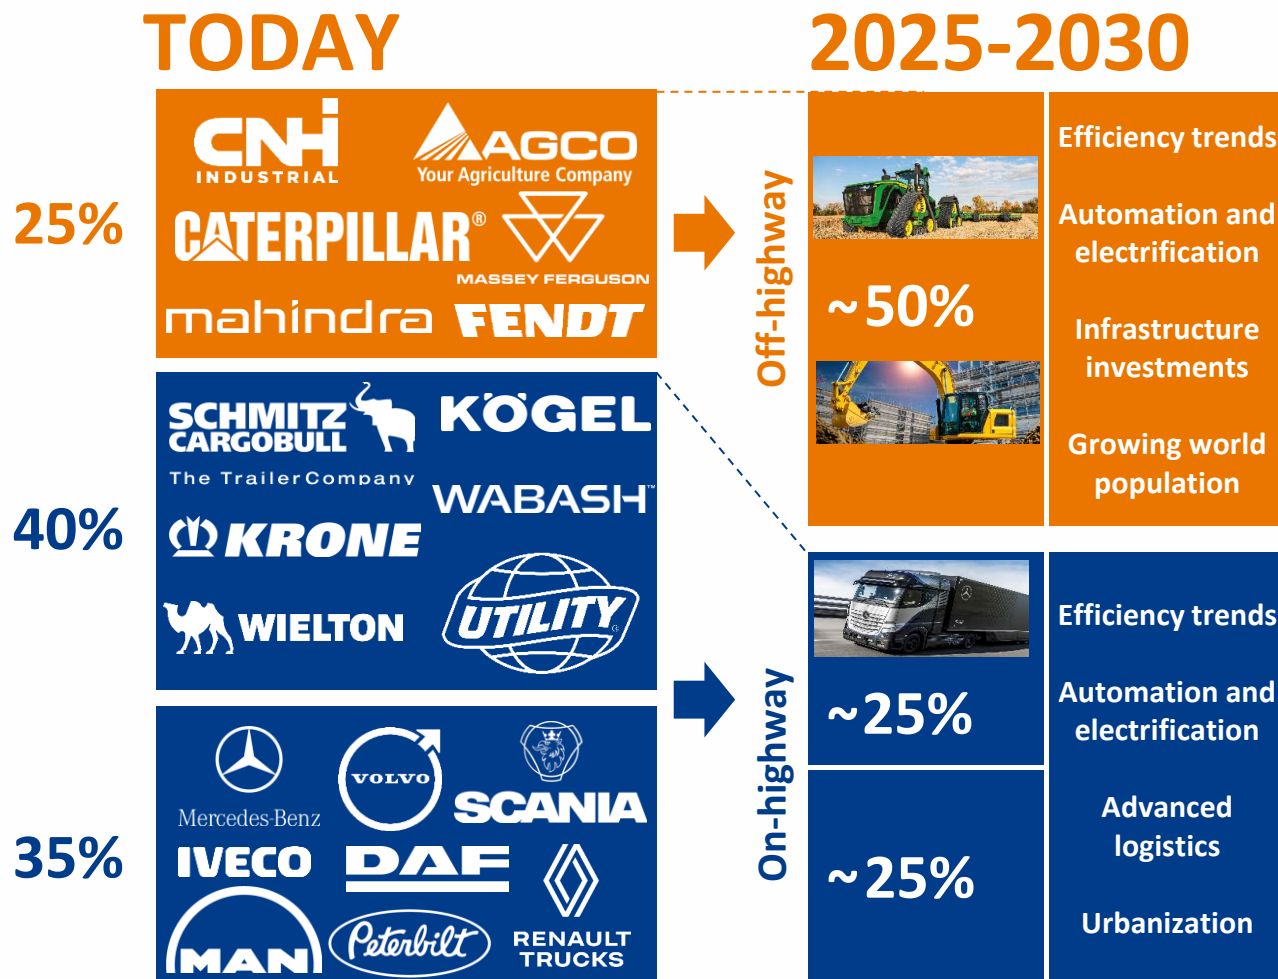 TODAY
2025-2030
25%
CNH
INDUSTRIAL
AGCO
Your Agriculture Company
CATERPILLAR®
MASSEY FERGUSON
mahindra
FENDT
40%
SCHMITZ
CARGOBULL
The Trailer Company
KÖGEL
WABASH™
KRONE
WIELTON
UTILITY
35%
Mercedes-Benz
VOLVO
SCANIA
IVECO
DAF
MAN
Peterbilt
RENAULT
TRUCKS
Off-highway
~50%
Efficiency trends
Automation and
electrification
Infrastructure
investments
Growing world
population
On-highway
~25%
~25%
Efficiency trends
Automation and
electrification
Advanced
logistics
Urbanization